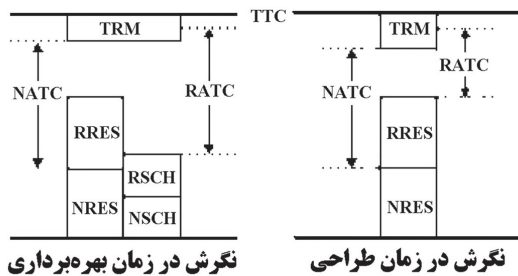 TTC
TRM
TRM
NATC
RATC
NATC
RATC
RRES
RRES
RSCH
NRES
NSCH
NRES
نگرش در زمان بهره‌برداری
نگرش در زمان طراحی